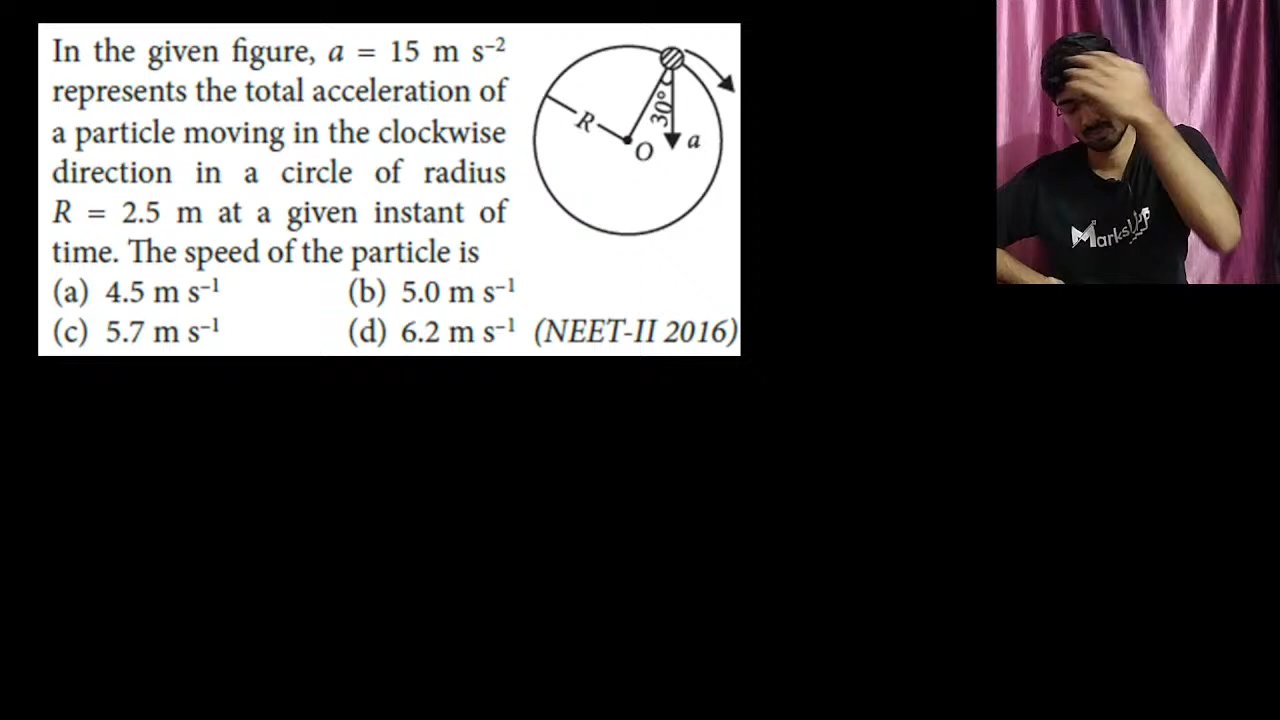 In the given figure, a = 15 m s⁻²
represents the total acceleration of
a particle moving in the clockwise
direction in a circle of radius
R = 2.5 m at a given instant of
time. The speed of the particle is
(a) 4.5 m s⁻¹ (b) 5.0 m s⁻¹
(c) 5.7 m s⁻¹ (d) 6.2 m s⁻¹ (NEET-II 2016)
R
O
30°
a
MarksUp